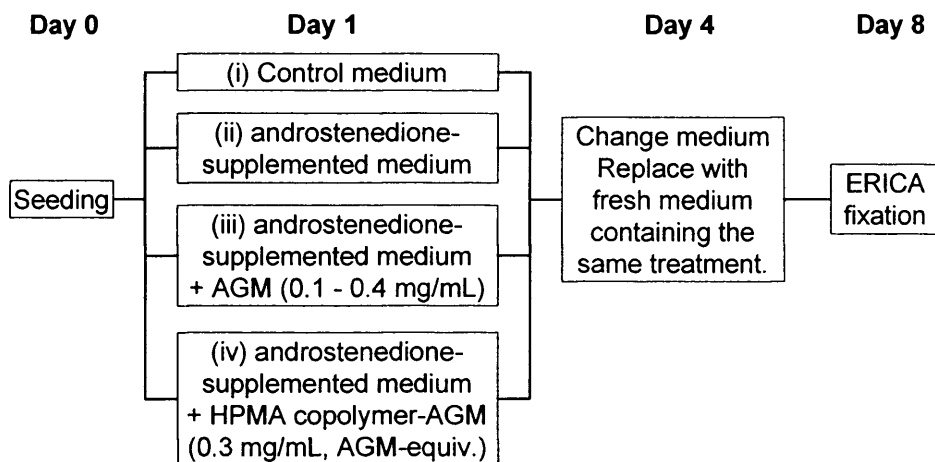 Day 0
Day 1
Day 4
Day 8
Seeding
(i) Control medium
(ii) androstenedione-
supplemented medium
(iii) androstenedione-
supplemented medium
+ AGM (0.1 - 0.4 mg/mL)
(iv) androstenedione-
supplemented medium
+ HPMA copolymer-AGM
(0.3 mg/mL, AGM-equiv.)
Change medium
Replace with
fresh medium
containing the
same treatment.
ERICA
fixation